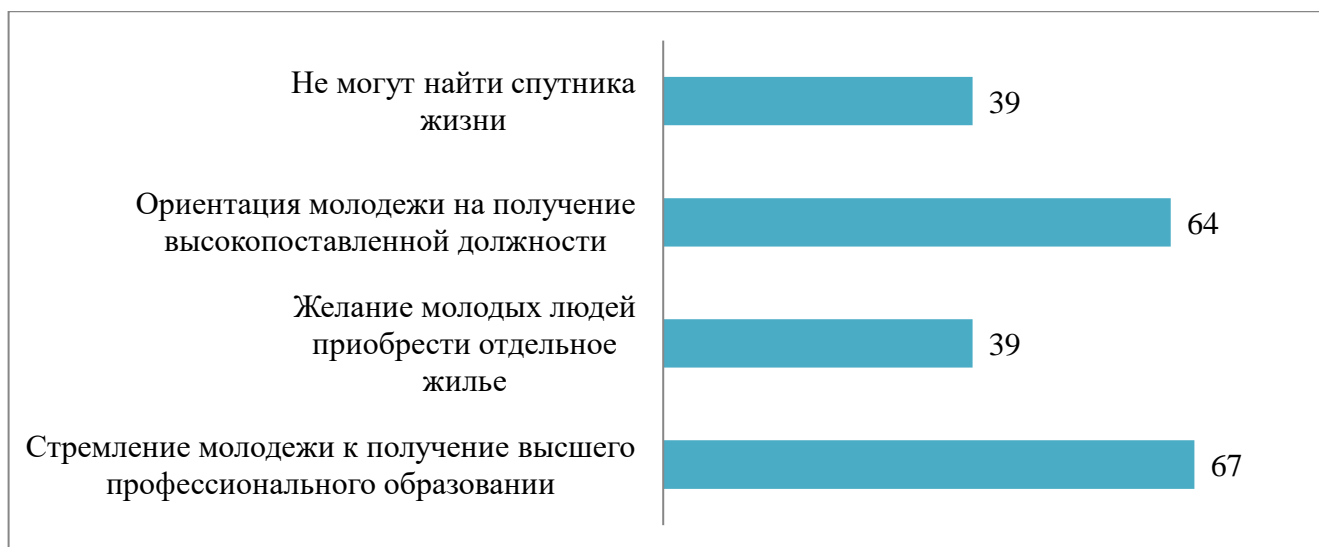 Не могут найти спутника
жизни
39
Ориентация молодежи на получение
высокопоставленной должности
64
Желание молодых людей
приобрести отдельное
жилье
39
Стремление молодежи к получение высшего
профессионального образовании
67